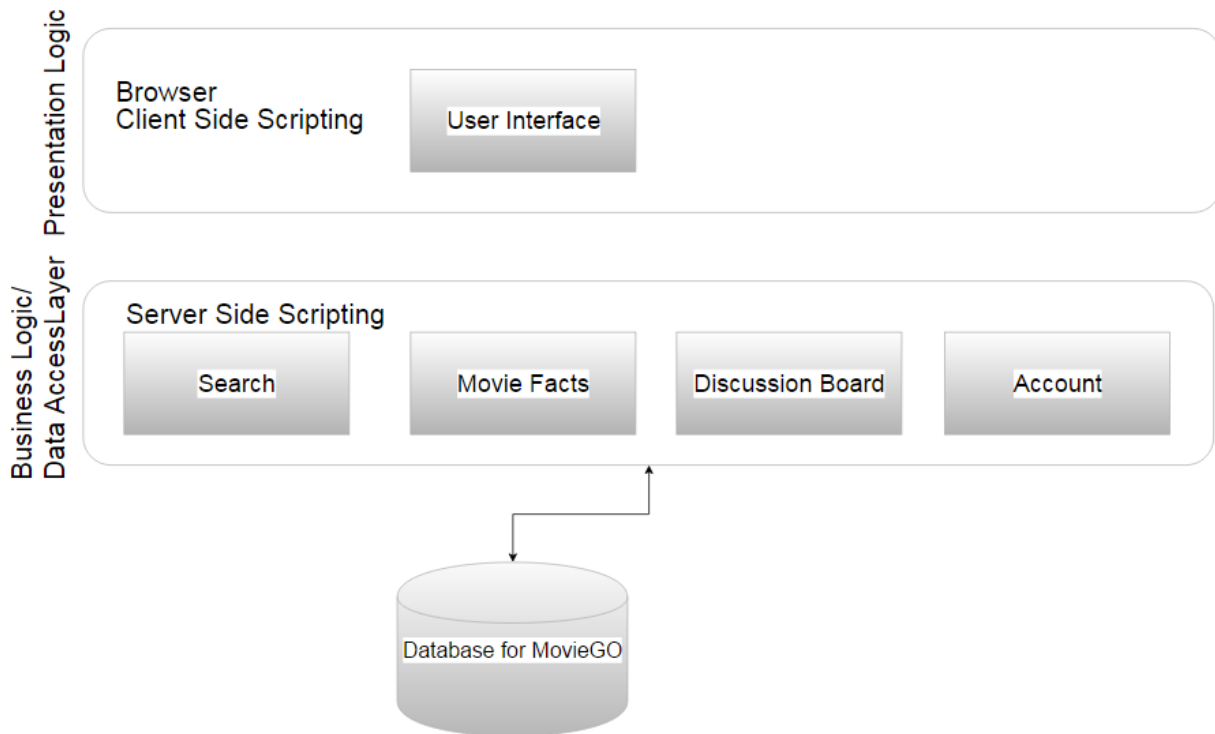 Presentation Logic
Browser
Client Side Scripting
User Interface
Business Logic/
Data AccessLayer
Server Side Scripting
Search
Movie Facts
Discussion Board
Account
Database for MovieGO